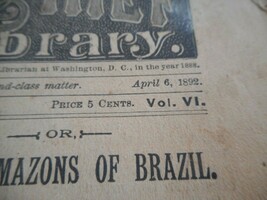 brary.
Librarian at Washington, D. C., in the year 1888.
nd-class matter. April 6, 1892.
PRICE 5 CENTS. Vol. VI.
OR,
MAZONS OF BRAZIL.